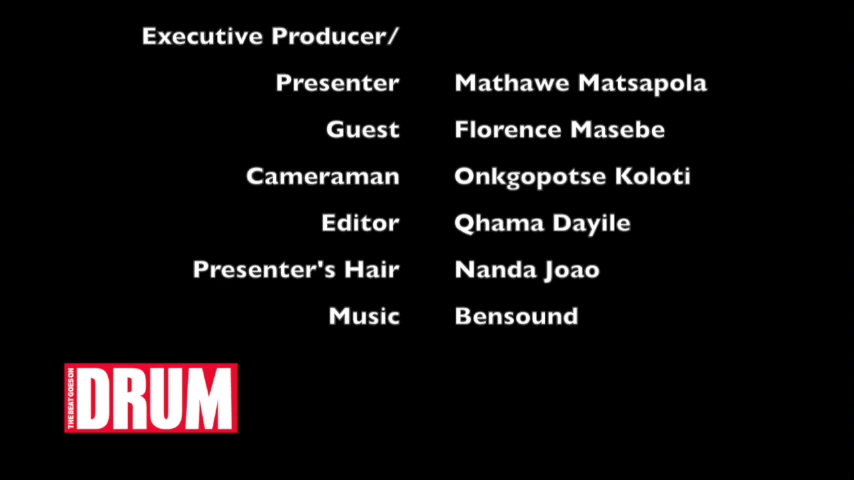 Executive Producer/
Presenter Mathawe Matsapola
Guest Florence Masebe
Cameraman Onkgopotse Koloti
Editor Qhama Dayile
Presenter's Hair Nanda Joao
Music Bensound
THE BEAT GOES ON
DRUM